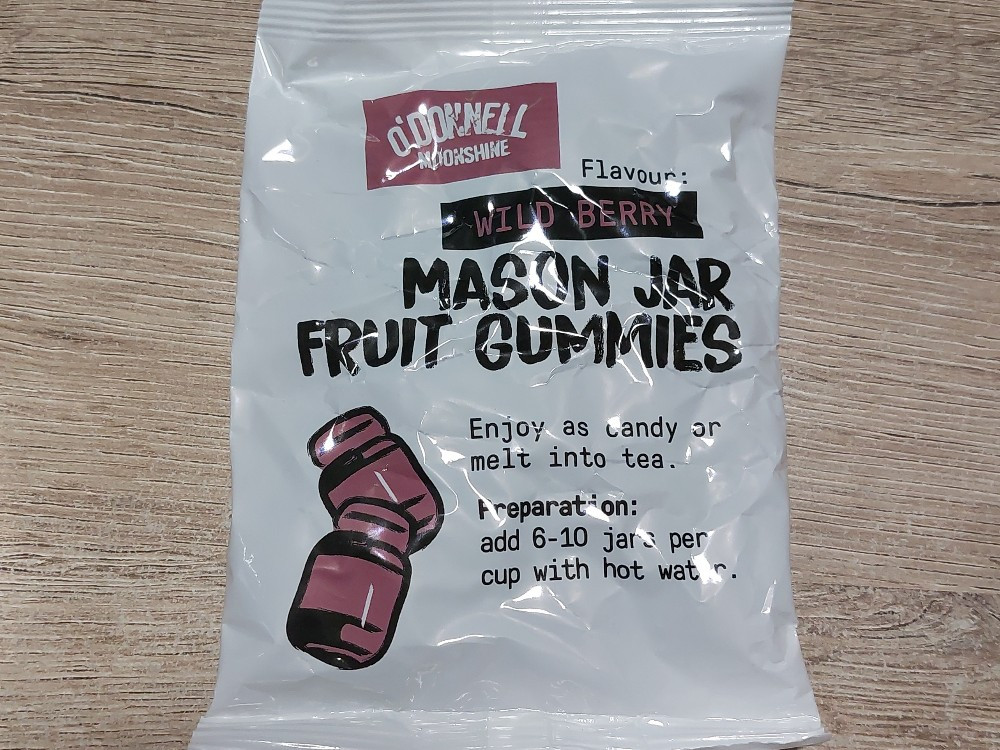 O'DONNELL
MOONSHINE
Flavour:
WILD BERRY
MASON JAR
FRUIT GUMMIES
Enjoy as candy or
melt into tea.
Preparation:
add 6-10 jars per
cup with hot water.